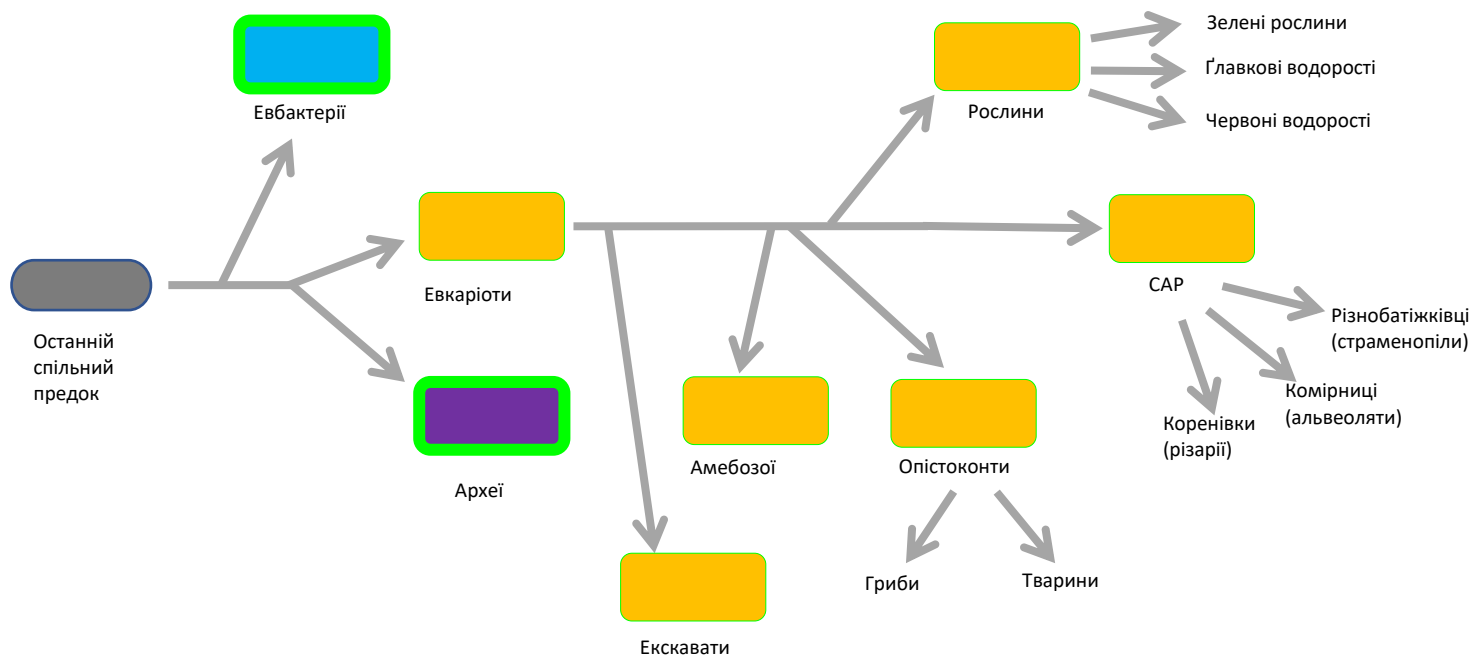 Зелені рослини
Ґлавкові водорості
Червоні водорості
Евбактерії
Рослини
Евкаріоти
САР
Останній
спільний
предок
Різнобатіжківці
(страменопіли)
Комірниці
(альвеоляти)
Коренівки
(різарії)
Амебозої
Опістоконти
Археї
Гриби
Тварини
Екскавати